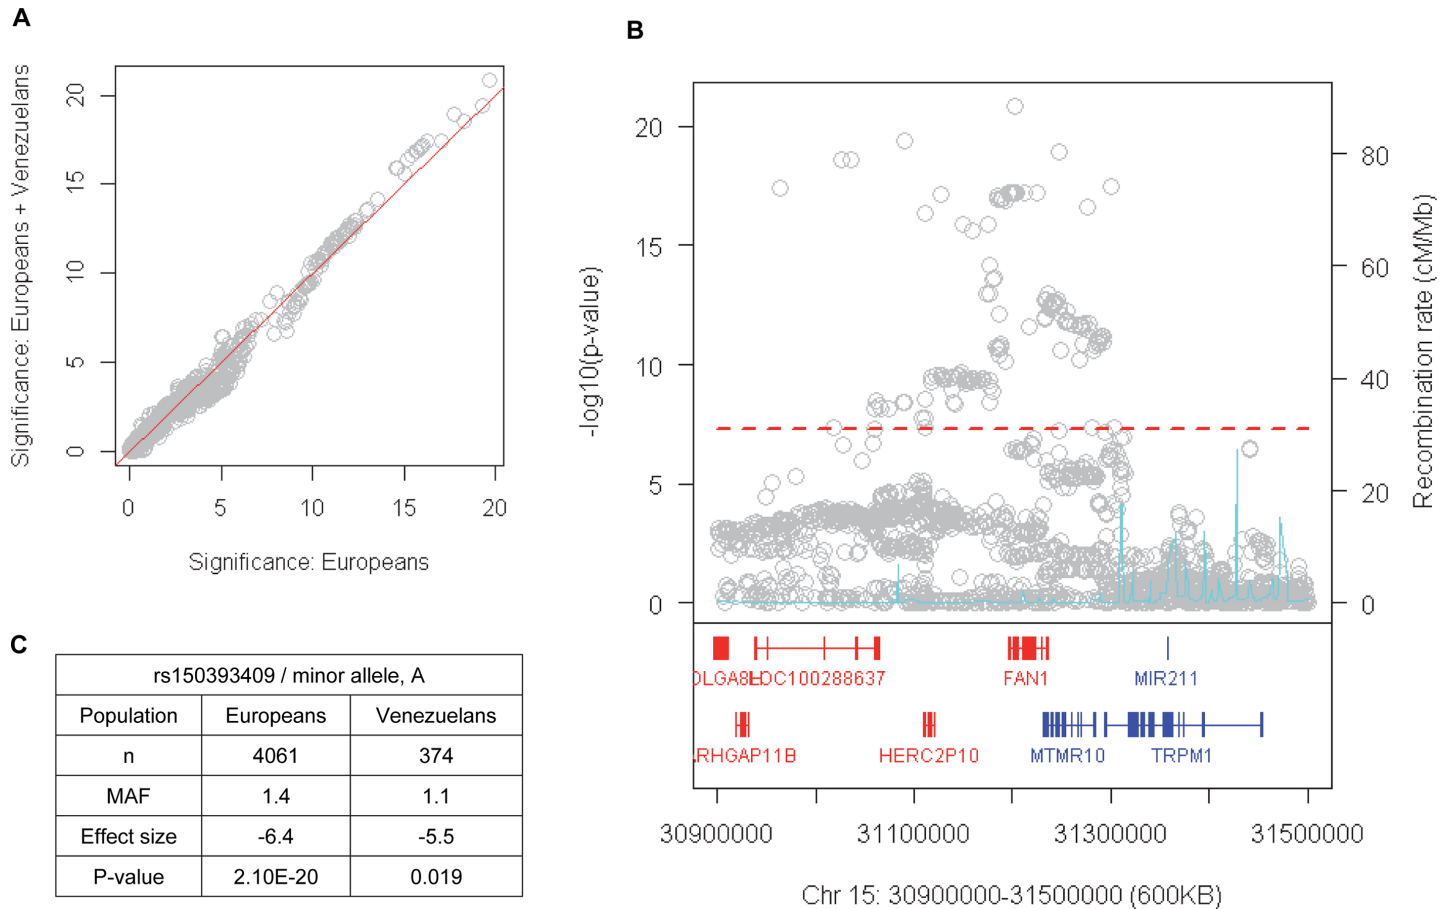 A
Significance: Europeans + Venezuelans
20
15
10
5
0
0 5 10 15 20
Significance: Europeans
B
-log10(p-value)
20
15
10
5
0
Recombination rate (cM/Mb)
80
60
40
20
0
FAN1 MIR211
RHGAP11B HERC2P10 MTMR10 TRPM1
30900000 31100000 31300000 31500000
Chr 15: 30900000-31500000 (600KB)
C
rs150393409 / minor allele, A
Population Europeans Venezuelans
n 4061 374
MAF 1.4 1.1
Effect size -6.4 -5.5
P-value 2.10E-20 0.019